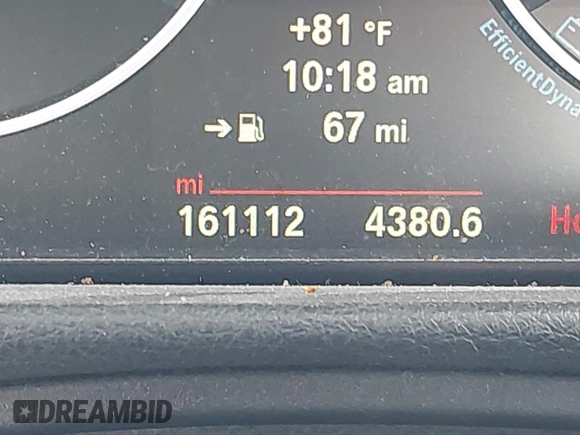 +81 °F
10:18 am
67 mi
mi
161112 4380.6
EfficientDyna
DREAMBID